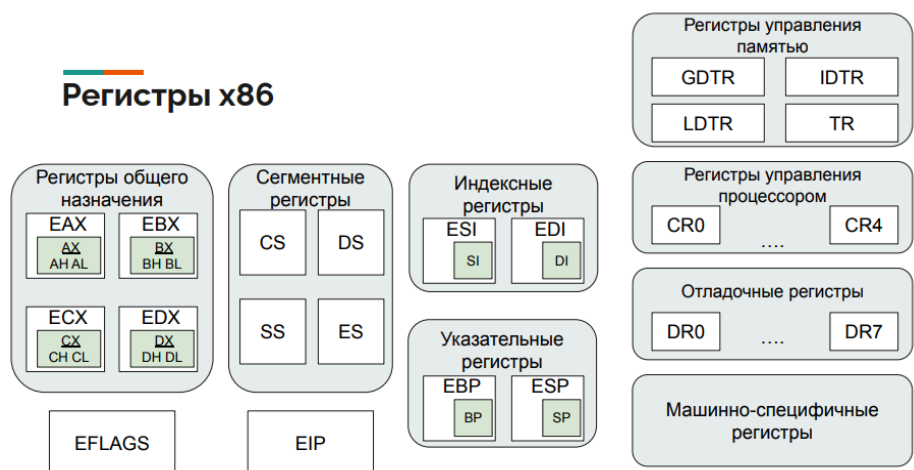 Регистры x86
Регистры общего
назначения
EAX
AX
AH AL
EBX
BX
BH BL
ECX
CX
CH CL
EDX
DX
DH DL
EFLAGS
Сегментные
регистры
CS
DS
SS
ES
EIP
Индексные
регистры
ESI
SI
EDI
DI
Указательные
регистры
EBP
BP
ESP
SP
Регистры управления
памятью
GDTR
IDTR
LDTR
TR
Регистры управления
процессором
CR0
....
CR4
Отладочные регистры
DR0
....
DR7
Машинно-специфичные
регистры